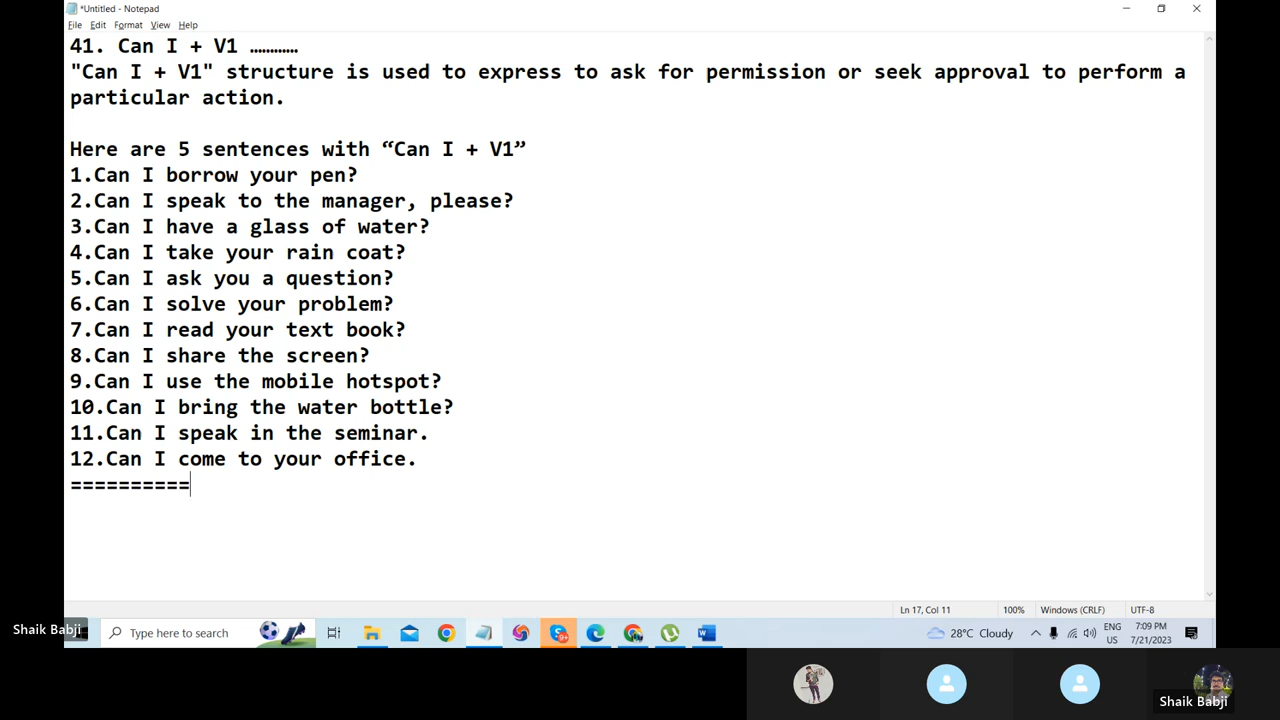 *Untitled - Notepad
File Edit Format View Help
41. Can I + V1 …………
"Can I + V1" structure is used to express to ask for permission or seek approval to perform a
particular action.
Here are 5 sentences with “Can I + V1”
1.Can I borrow your pen?
2.Can I speak to the manager, please?
3.Can I have a glass of water?
4.Can I take your rain coat?
5.Can I ask you a question?
6.Can I solve your problem?
7.Can I read your text book?
8.Can I share the screen?
9.Can I use the mobile hotspot?
10.Can I bring the water bottle?
11.Can I speak in the seminar.
12.Can I come to your office.
==========
Ln 17, Col 11 100% Windows (CRLF) UTF-8
Shaik Babji
Type here to search
28°C Cloudy
ENG
US
7:09 PM
7/21/2023
Shaik Babji